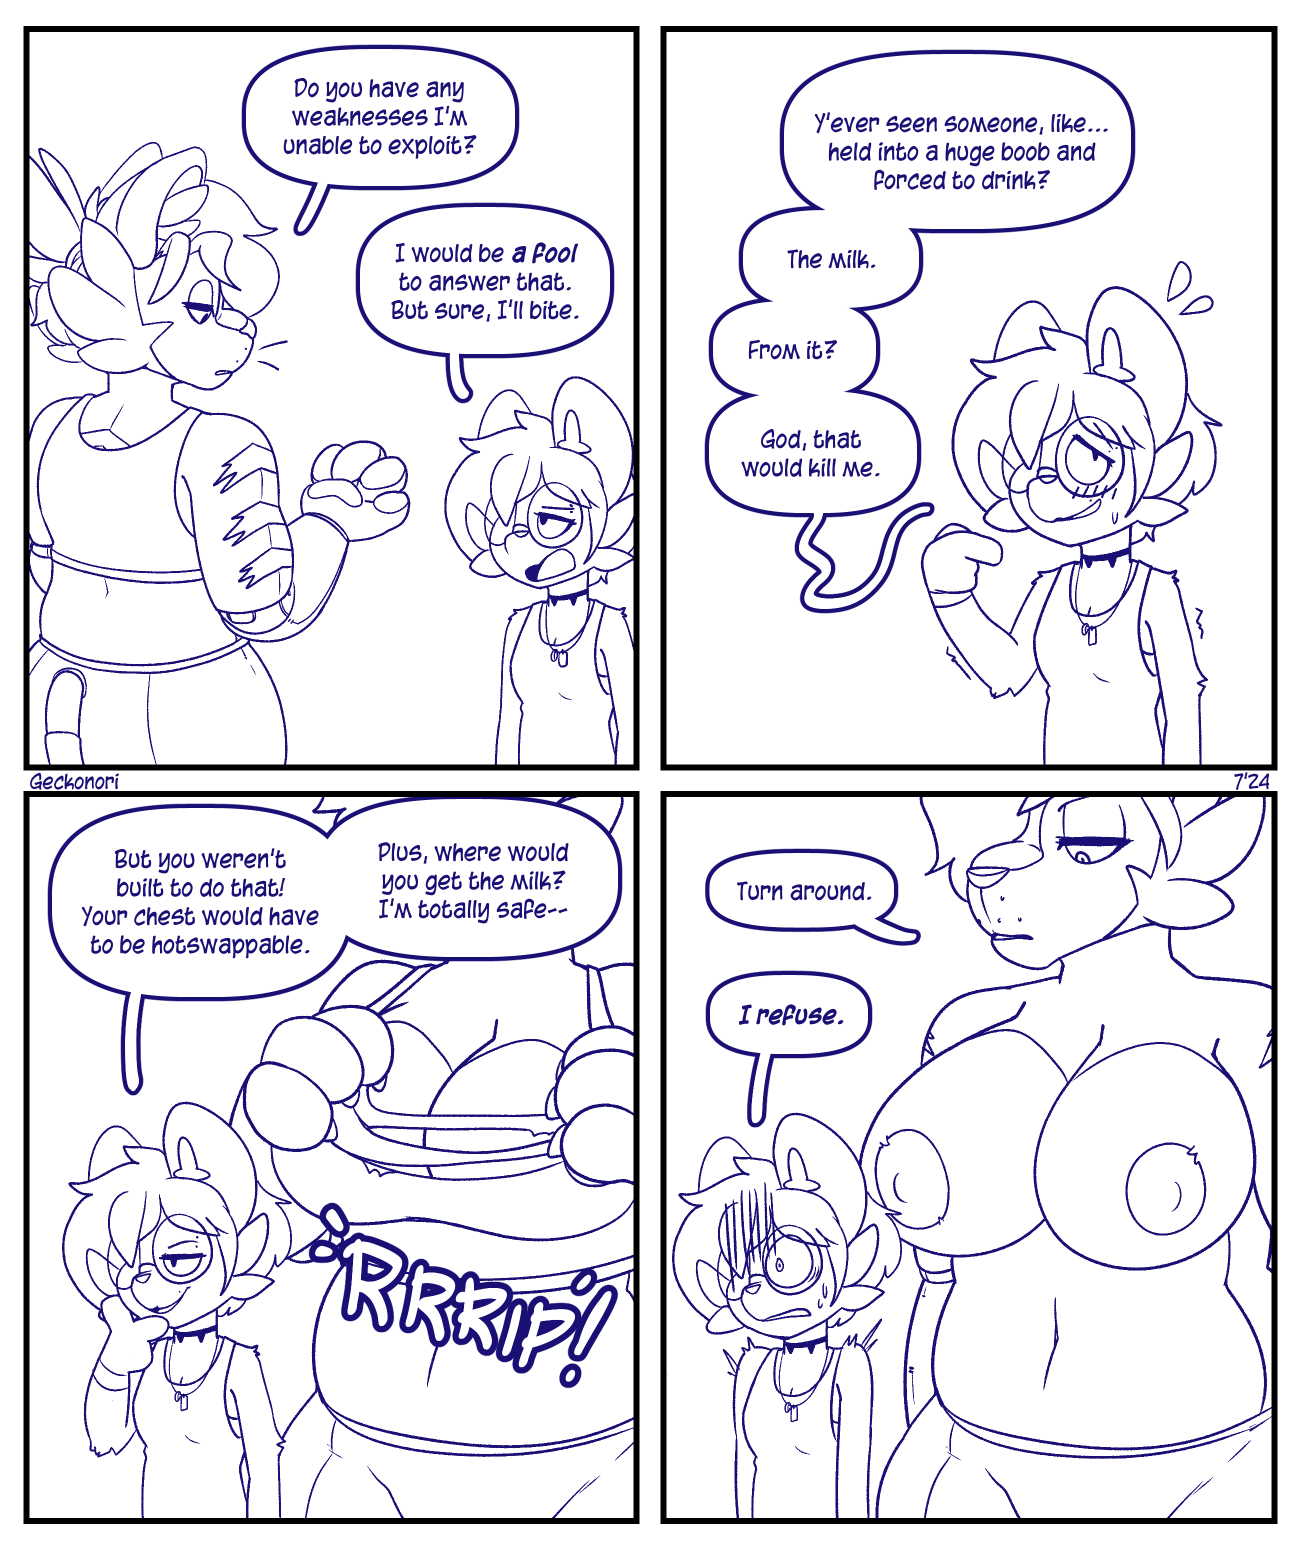 Do you have any
weaknesses I'm
unable to exploit?
I would be a fool
to answer that.
But sure, I'll bite.
Y'ever seen someone, like...
held into a huge boob and
forced to drink?
The milk.
From it?
God, that
would kill me.
Geckonori
7'24
But you weren't
built to do that!
Your chest would have
to be hotswappable.
Plus, where would
you get the milk?
I'm totally safe--
RRRRIP!
Turn around.
I refuse.